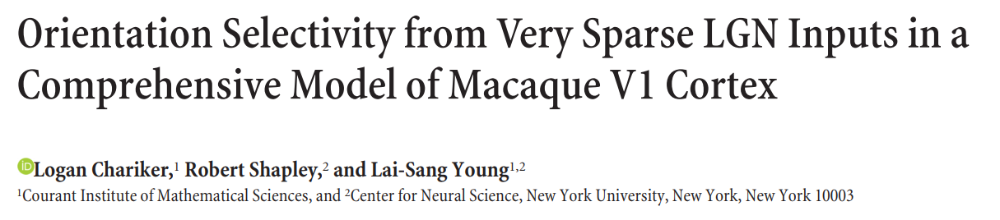 Orientation Selectivity from Very Sparse LGN Inputs in a
Comprehensive Model of Macaque V1 Cortex
iD Logan Chariker,¹ Robert Shapley,² and Lai-Sang Young¹,²
¹Courant Institute of Mathematical Sciences, and ²Center for Neural Science, New York University, New York, New York 10003